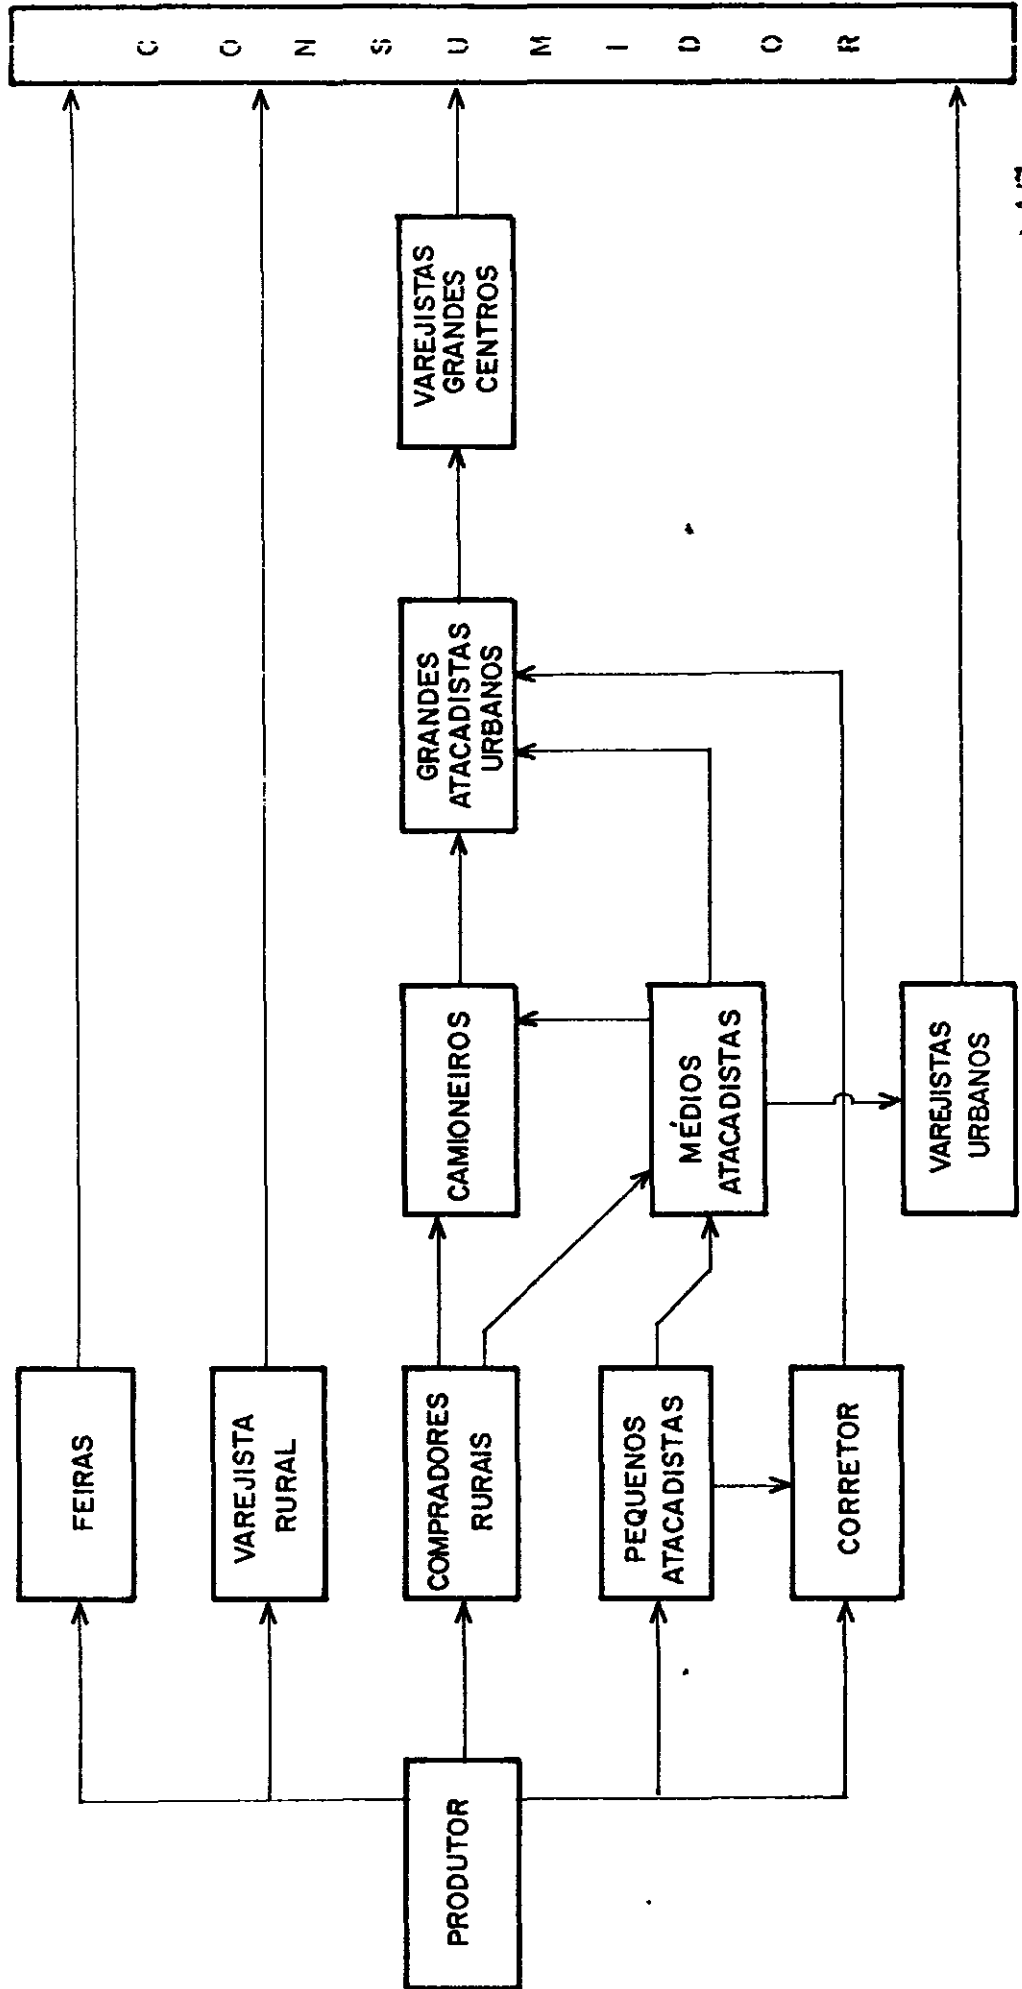 CONSUMIDOR
VAREJISTAS
GRANDES
CENTROS
GRANDES
ATACADISTAS
URBANOS
CAMIONEIROS
MÉDIOS
ATACADISTAS
VAREJISTAS
URBANOS
FEIRAS
VAREJISTA
RURAL
COMPRADORES
RURAIS
PEQUENOS
ATACADISTAS
CORRETOR
PRODUTOR